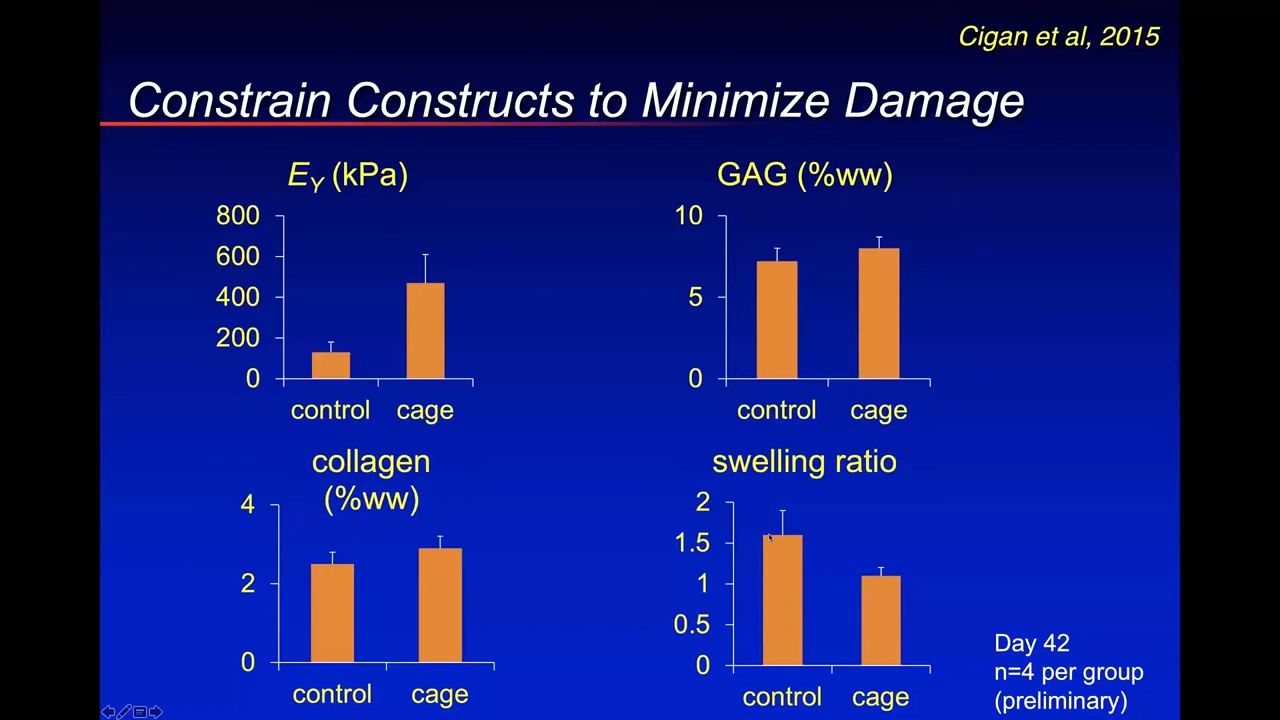 Cigan et al, 2015
Constrain Constructs to Minimize Damage
E_Y (kPa)
800
600
400
200
0
control cage
GAG (%ww)
10
5
0
control cage
collagen
(%ww)
4
2
0
control cage
swelling ratio
2
1.5
1
0.5
0
control cage
Day 42
n=4 per group
(preliminary)